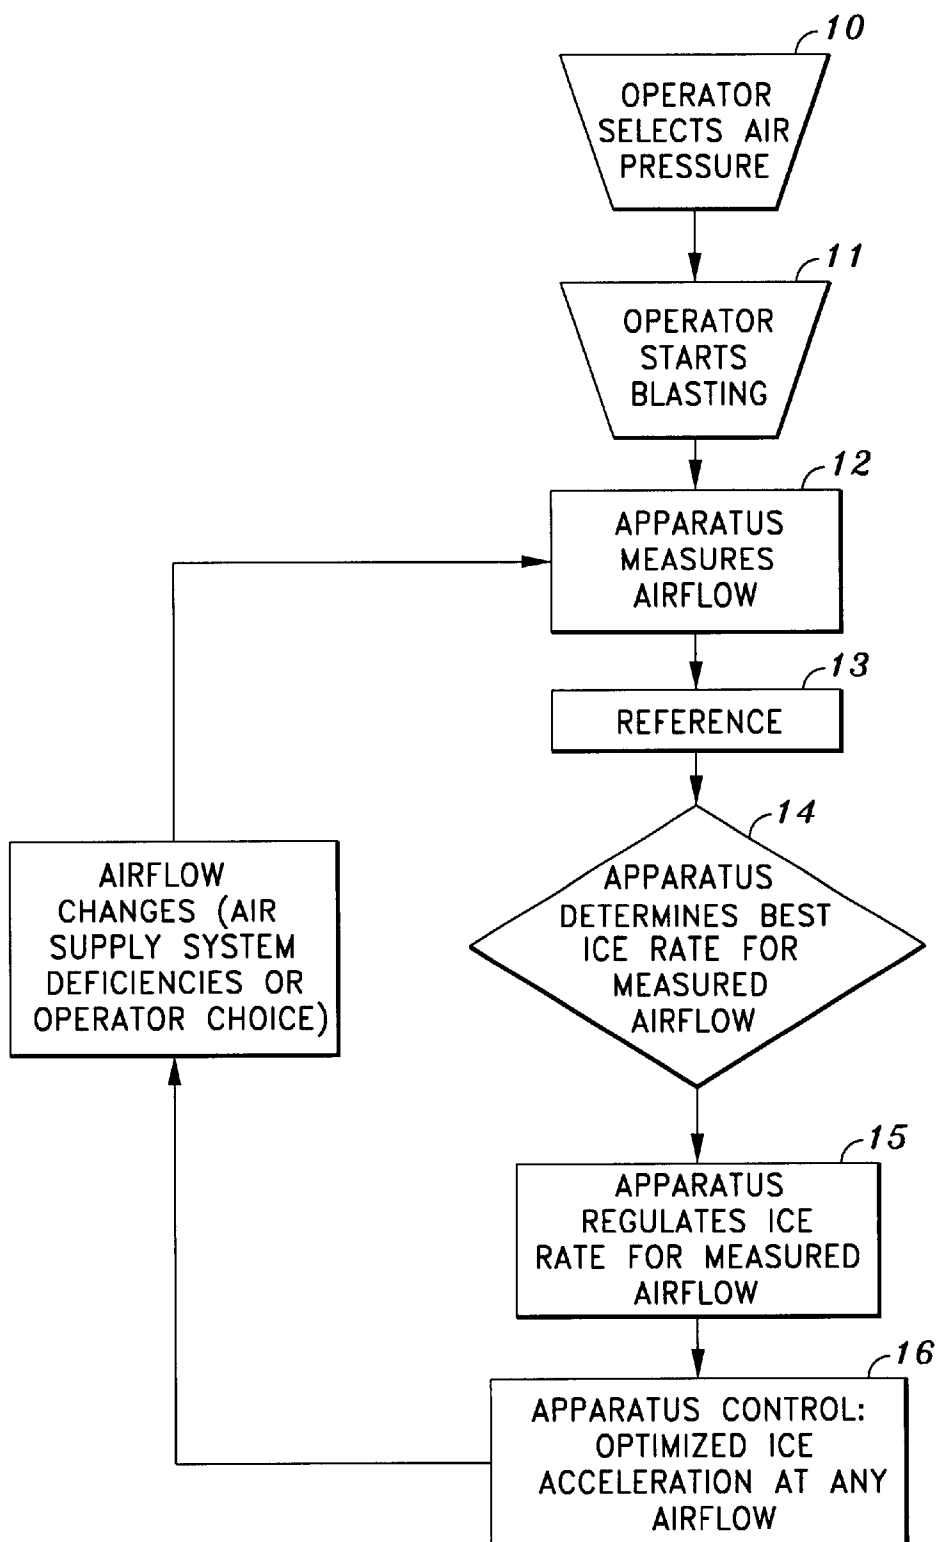 10
OPERATOR
SELECTS AIR
PRESSURE
11
OPERATOR
STARTS
BLASTING
12
APPARATUS
MEASURES
AIRFLOW
13
REFERENCE
14
APPARATUS
DETERMINES BEST
ICE RATE FOR
MEASURED
AIRFLOW
AIRFLOW
CHANGES (AIR
SUPPLY SYSTEM
DEFICIENCIES OR
OPERATOR CHOICE)
15
APPARATUS
REGULATES ICE
RATE FOR MEASURED
AIRFLOW
16
APPARATUS CONTROL:
OPTIMIZED ICE
ACCELERATION AT ANY
AIRFLOW